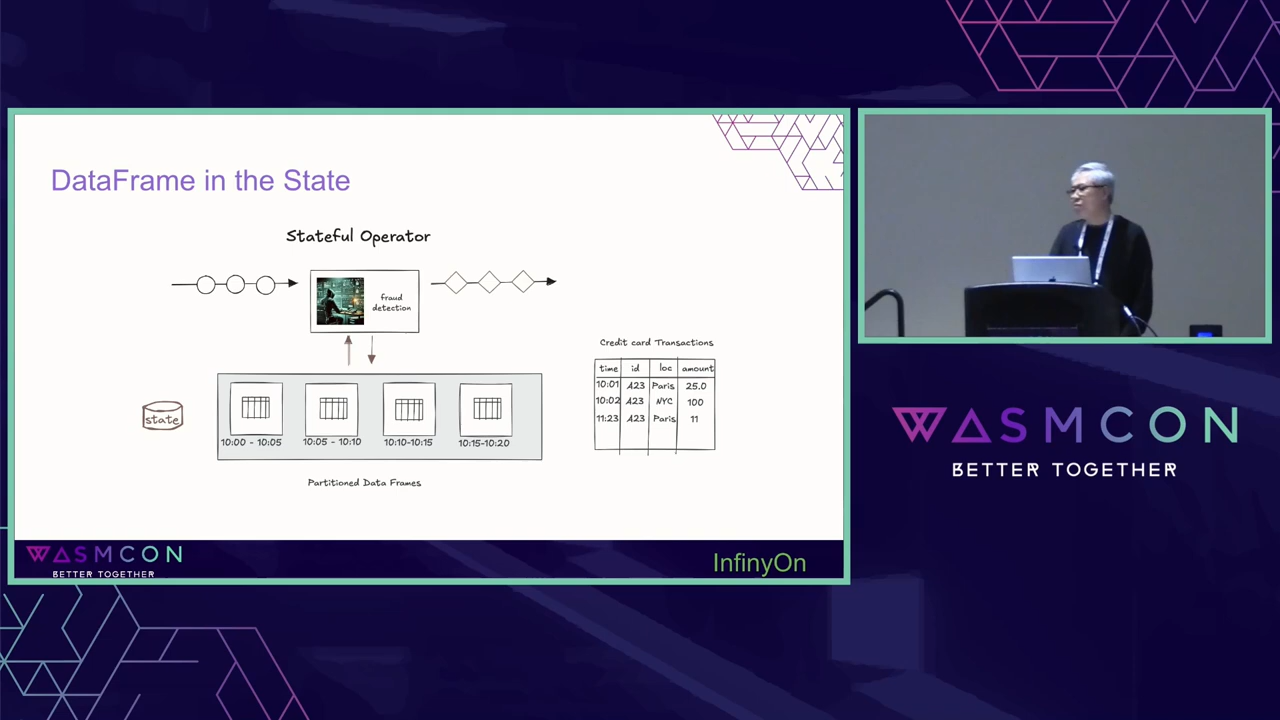 DataFrame in the State
Stateful Operator
fraud
detection
state
10:00 - 10:05
10:05 - 10:10
10:10-10:15
10:15-10:20
Partitioned Data Frames
Credit card Transactions
time id loc amount
10:01 A23 Paris 25.0
10:02 A23 NYC 100
11:23 A23 Paris 11
WASMCON
BETTER TOGETHER
InfinyOn
WASMCON
BETTER TOGETHER